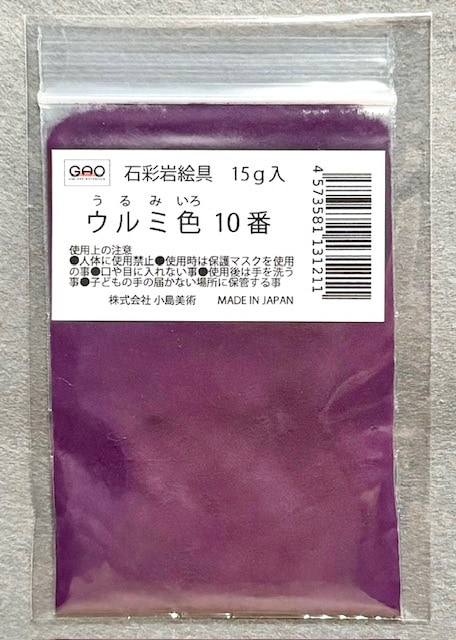 GAO
石彩岩絵具 15g入
うるみいろ
ウルミ色 10番
使用上の注意
●人体に使用禁止●使用時は保護マスクを使用
の事●口や目に入れない事●使用後は手を洗う
事●子どもの手の届かない場所に保管する事
株式会社 小島美術 MADE IN JAPAN
4 573581 131211